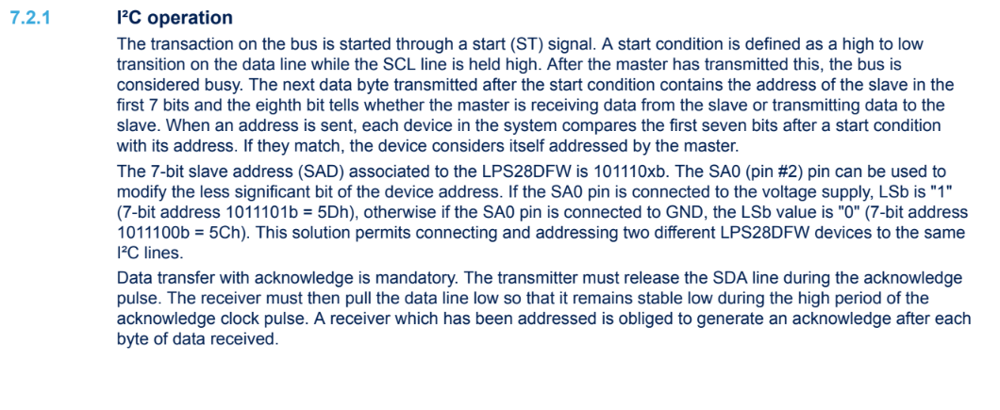 7.2.1 I²C operation
The transaction on the bus is started through a start (ST) signal. A start condition is defined as a high to low
transition on the data line while the SCL line is held high. After the master has transmitted this, the bus is
considered busy. The next data byte transmitted after the start condition contains the address of the slave in the
first 7 bits and the eighth bit tells whether the master is receiving data from the slave or transmitting data to the
slave. When an address is sent, each device in the system compares the first seven bits after a start condition
with its address. If they match, the device considers itself addressed by the master.
The 7-bit slave address (SAD) associated to the LPS28DFW is 101110xb. The SA0 (pin #2) pin can be used to
modify the less significant bit of the device address. If the SA0 pin is connected to the voltage supply, LSb is "1"
(7-bit address 1011101b = 5Dh), otherwise if the SA0 pin is connected to GND, the LSb value is "0" (7-bit address
1011100b = 5Ch). This solution permits connecting and addressing two different LPS28DFW devices to the same
I²C lines.
Data transfer with acknowledge is mandatory. The transmitter must release the SDA line during the acknowledge
pulse. The receiver must then pull the data line low so that it remains stable low during the high period of the
acknowledge clock pulse. A receiver which has been addressed is obliged to generate an acknowledge after each
byte of data received.